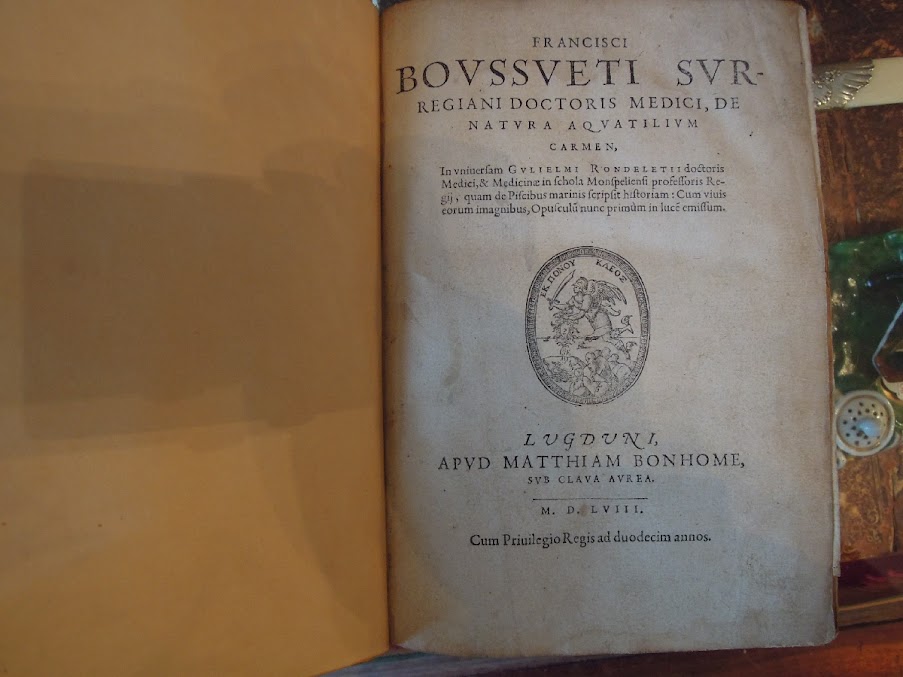 FRANCISCI
BOVSSVETI SVR-
REGIANI DOCTORIS MEDICI, DE
NATVRA AQVATILIVM
CARMEN,
In vniuersam GVLIELMI RONDELETII doctoris
Medici, & Medicinæ in ſchola Monſpelienſi profeſſoris Re-
gij, quam de Piſcibus marinis ſcripſit hiſtoriam: Cum viuis
eorum imagnibus, Opuſculũ nunc primùm in lucẽ emiſſum.
ΕΚ ΠΟΝΟΥ ΚΛΕΟΣ
LVGDVNI,
APVD MATTHIAM BONHOME,
SVB CLAVA AVREA.
M. D. LVIII.
Cum Priuilegio Regis ad duodecim annos.